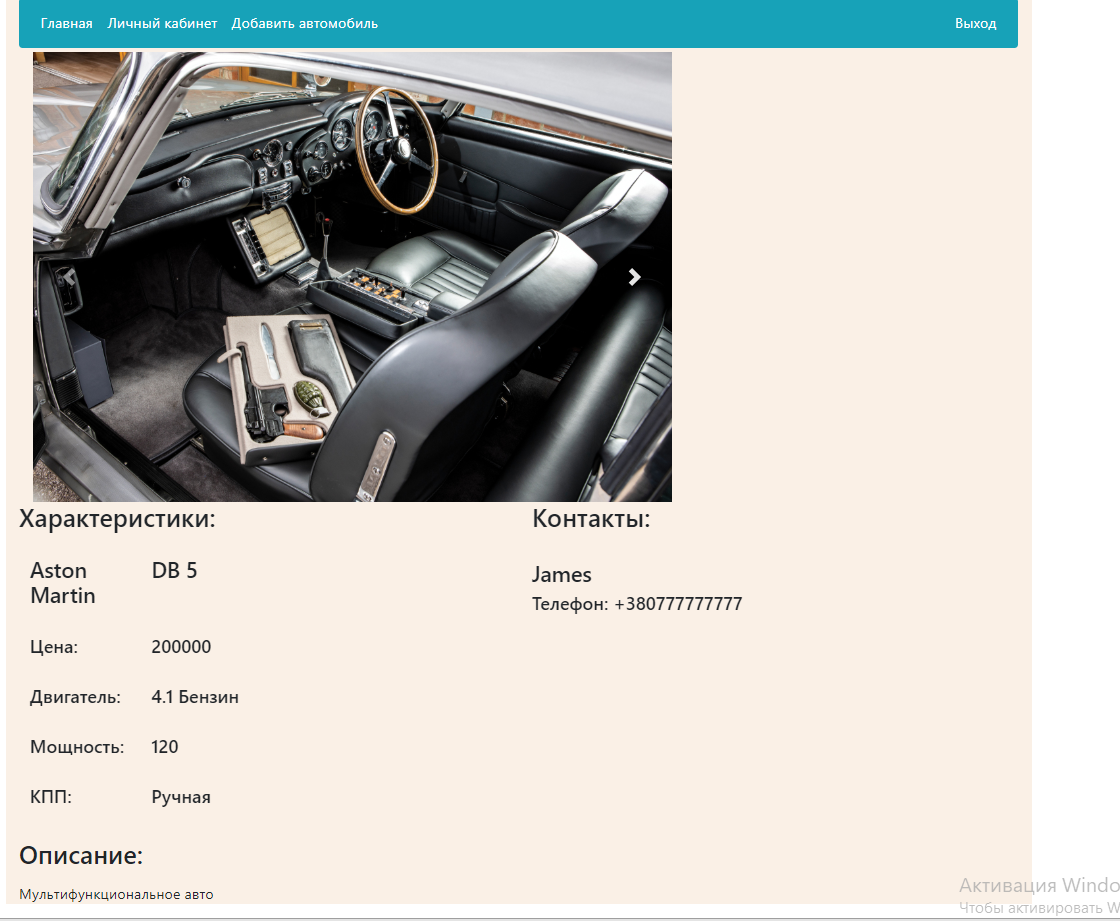 Главная Личный кабинет Добавить автомобиль Выход
Характеристики:
Контакты:
Aston Martin DB 5
James
Телефон: +380777777777
Цена: 200000
Двигатель: 4.1 Бензин
Мощность: 120
КПП: Ручная
Описание:
Мультифункциональное авто
Активация Windo
Чтобы активировать W